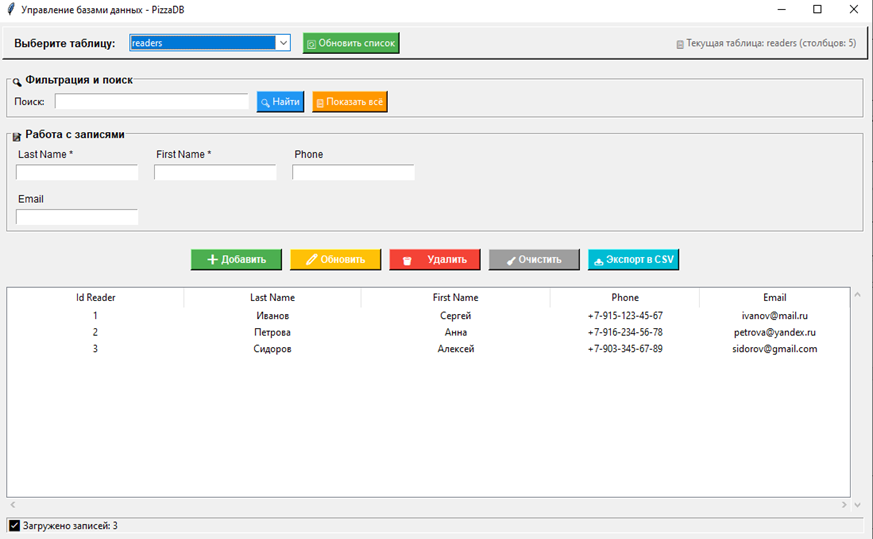 Управление базами данных - PizzaDB
Выберите таблицу: readers Обновить список Текущая таблица: readers (столбцов: 5)
Фильтрация и поиск
Поиск: Найти Показать всё
Работа с записями
Last Name * First Name * Phone
Email
Добавить Обновить Удалить Очистить Экспорт в CSV
Id Reader Last Name First Name Phone Email
1 Иванов Сергей +7-915-123-45-67 ivanov@mail.ru
2 Петрова Анна +7-916-234-56-78 petrova@yandex.ru
3 Сидоров Алексей +7-903-345-67-89 sidorov@gmail.com
Загружено записей: 3